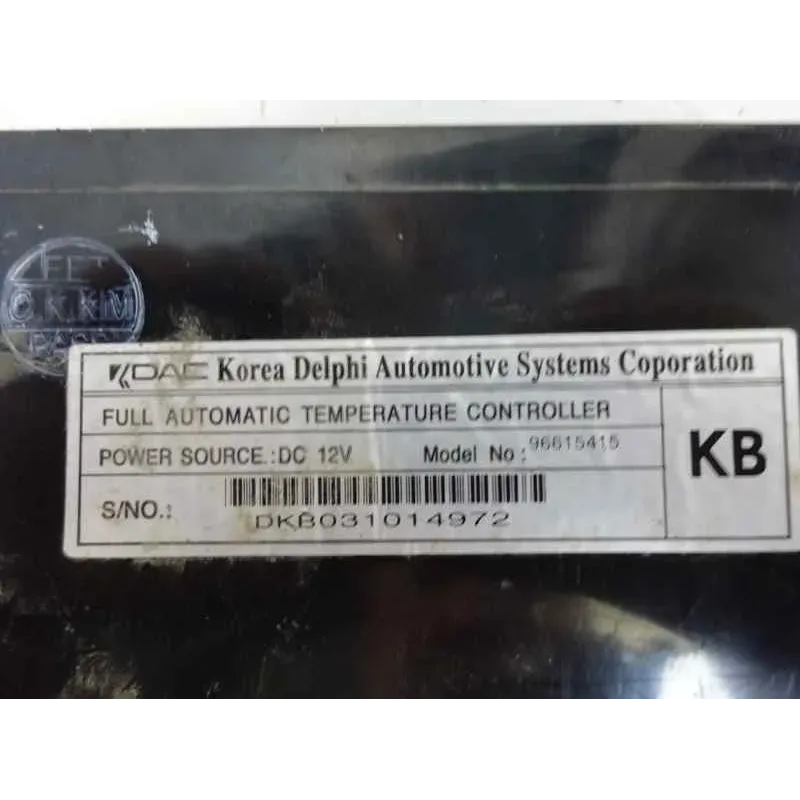 KDAC Korea Delphi Automotive Systems Coporation
FULL AUTOMATIC TEMPERATURE CONTROLLER
POWER SOURCE.:DC 12V Model No : 96615415
KB
S/NO.:
DKB031014972
O.K.KIM